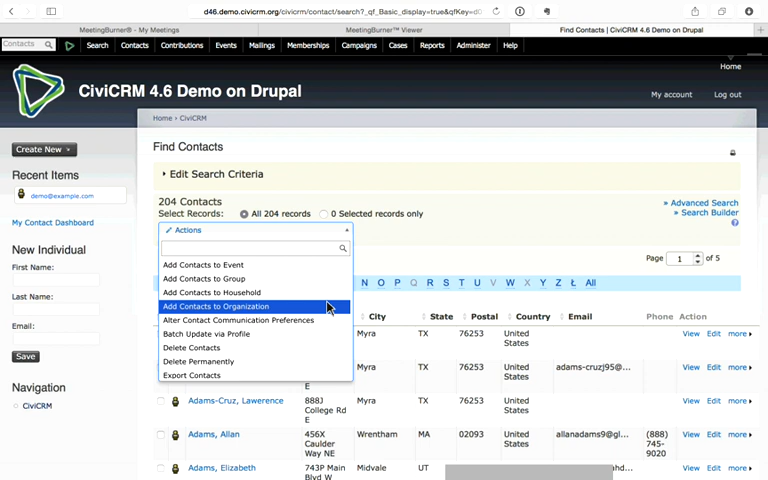 d46.demo.civicrm.org/civicrm/contact/search?_qf_Basic_display=true&qfKey=d0
MeetingBurner® - My Meetings
MeetingBurner™ Viewer
Find Contacts | CiviCRM 4.6 Demo on Drupal
Contacts
Search Contacts Contributions Events Mailings Memberships Campaigns Cases Reports Administer Help
Home
CiviCRM 4.6 Demo on Drupal
My account Log out
Home › CiviCRM
Create New
Find Contacts
Recent Items
Edit Search Criteria
demo@example.com
204 Contacts
» Advanced Search
Select Records: All 204 records 0 Selected records only
» Search Builder
My Contact Dashboard
Actions
New Individual
Page 1 of 5
First Name:
Add Contacts to Event
Add Contacts to Group
N O P Q R S T U V W X Y Z Ł All
Add Contacts to Household
Last Name:
Add Contacts to Organization
City State Postal Country Email Phone Action
Alter Contact Communication Preferences
Email:
Batch Update via Profile
Myra TX 76253 United States View Edit more
Delete Contacts
Save
Delete Permanently
Myra TX 76253 United States adams-cruzj95@... View Edit more
Export Contacts
Navigation
E
CiviCRM
Adams-Cruz, Lawerence 888J College Rd E Myra TX 76253 United States View Edit more
Adams, Allan 456X Caulder Way NE Wrentham MA 02093 United States allanadams9@gl... (888) 745-9020 View Edit more
Adams, Elizabeth 743P Main Blvd W Midvale UT View Edit more